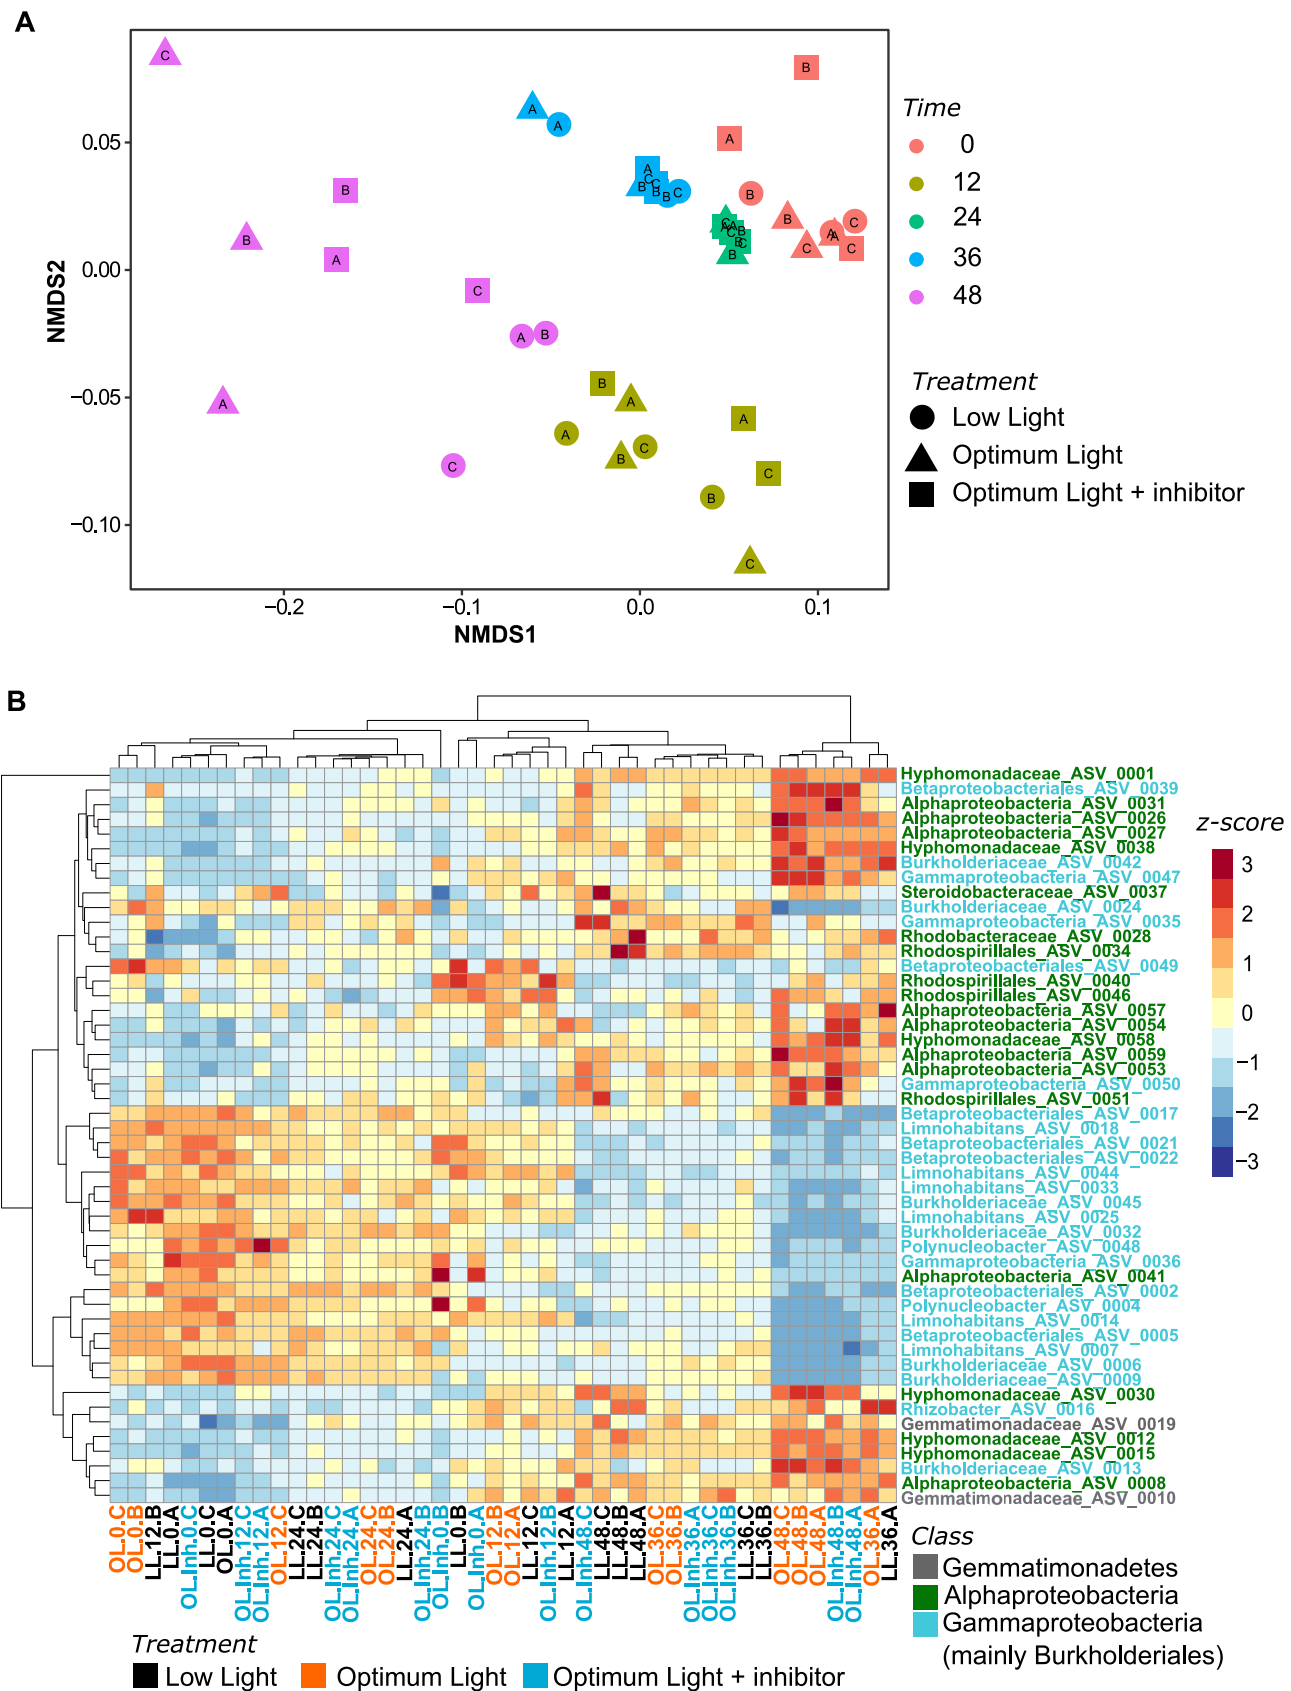 A
NMDS2
0.05
0.00
−0.05
−0.10
−0.2
−0.1
0.0
0.1
NMDS1
Time
0
12
24
36
48
Treatment
Low Light
Optimum Light
Optimum Light + inhibitor
B
Hyphomonadaceae_ASV_0001
Betaproteobacteriales_ASV_0039
Alphaproteobacteria_ASV_0031
Alphaproteobacteria_ASV_0026
Alphaproteobacteria_ASV_0027
Hyphomonadaceae_ASV_0038
Burkholderiaceae_ASV_0042
Gammaproteobacteria_ASV_0047
Steroidobacteraceae_ASV_0037
Burkholderiaceae_ASV_0024
Gammaproteobacteria_ASV_0035
Rhodobacteraceae_ASV_0028
Rhodospirillales_ASV_0034
Betaproteobacteriales_ASV_0049
Rhodospirillales_ASV_0040
Rhodospirillales_ASV_0046
Alphaproteobacteria_ASV_0057
Alphaproteobacteria_ASV_0054
Hyphomonadaceae_ASV_0058
Alphaproteobacteria_ASV_0059
Alphaproteobacteria_ASV_0053
Gammaproteobacteria_ASV_0050
Rhodospirillales_ASV_0051
Betaproteobacteriales_ASV_0017
Limnohabitans_ASV_0018
Betaproteobacteriales_ASV_0021
Betaproteobacteriales_ASV_0022
Limnohabitans_ASV_0044
Limnohabitans_ASV_0033
Burkholderiaceae_ASV_0045
Limnohabitans_ASV_0025
Burkholderiaceae_ASV_0032
Polynucleobacter_ASV_0048
Gammaproteobacteria_ASV_0036
Alphaproteobacteria_ASV_0041
Betaproteobacteriales_ASV_0002
Polynucleobacter_ASV_0004
Limnohabitans_ASV_0014
Betaproteobacteriales_ASV_0005
Limnohabitans_ASV_0007
Burkholderiaceae_ASV_0006
Burkholderiaceae_ASV_0009
Hyphomonadaceae_ASV_0030
Rhizobacter_ASV_0016
Gemmatimonadaceae_ASV_0019
Hyphomonadaceae_ASV_0012
Hyphomonadaceae_ASV_0015
Burkholderiaceae_ASV_0013
Alphaproteobacteria_ASV_0008
Gemmatimonadaceae_ASV_0010
z-score
3
2
1
0
−1
−2
−3
OL.0.C
OL.0.B
LL.12.B
LL.0.A
OL.Inh.0.C
LL.0.C
OL.0.A
OL.Inh.12.C
OL.Inh.12.A
OL.12.C
LL.24.C
LL.24.B
OL.Inh.24.C
OL.Inh.24.A
OL.24.C
OL.24.B
LL.24.A
OL.Inh.24.B
OL.Inh.0.B
LL.0.B
OL.Inh.0.A
OL.12.B
OL.12.A
LL.12.C
OL.Inh.12.B
LL.12.A
OL.Inh.48.C
LL.48.C
LL.48.B
LL.48.A
OL.36.C
OL.36.B
OL.Inh.36.A
OL.Inh.36.C
OL.Inh.36.B
LL.36.C
LL.36.B
OL.48.C
OL.48.B
OL.48.A
OL.Inh.48.B
OL.Inh.48.A
OL.36.A
LL.36.A
Class
Gemmatimonadetes
Alphaproteobacteria
Gammaproteobacteria
(mainly Burkholderiales)
Treatment
Low Light
Optimum Light
Optimum Light + inhibitor